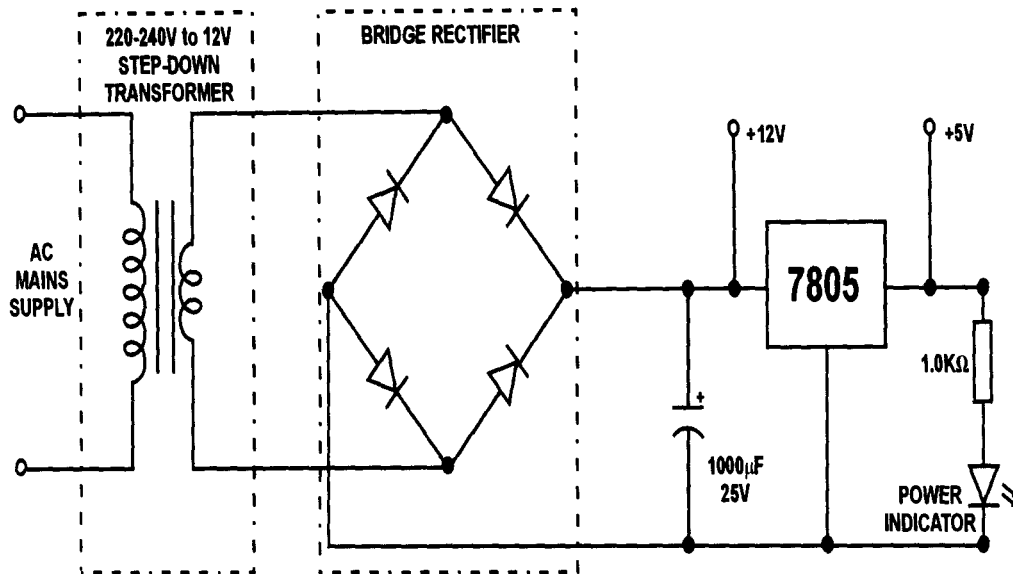 220-240V to 12V
STEP-DOWN
TRANSFORMER
BRIDGE RECTIFIER
+12V
+5V
AC
MAINS
SUPPLY
7805
1.0KΩ
+
1000μF
25V
POWER
INDICATOR